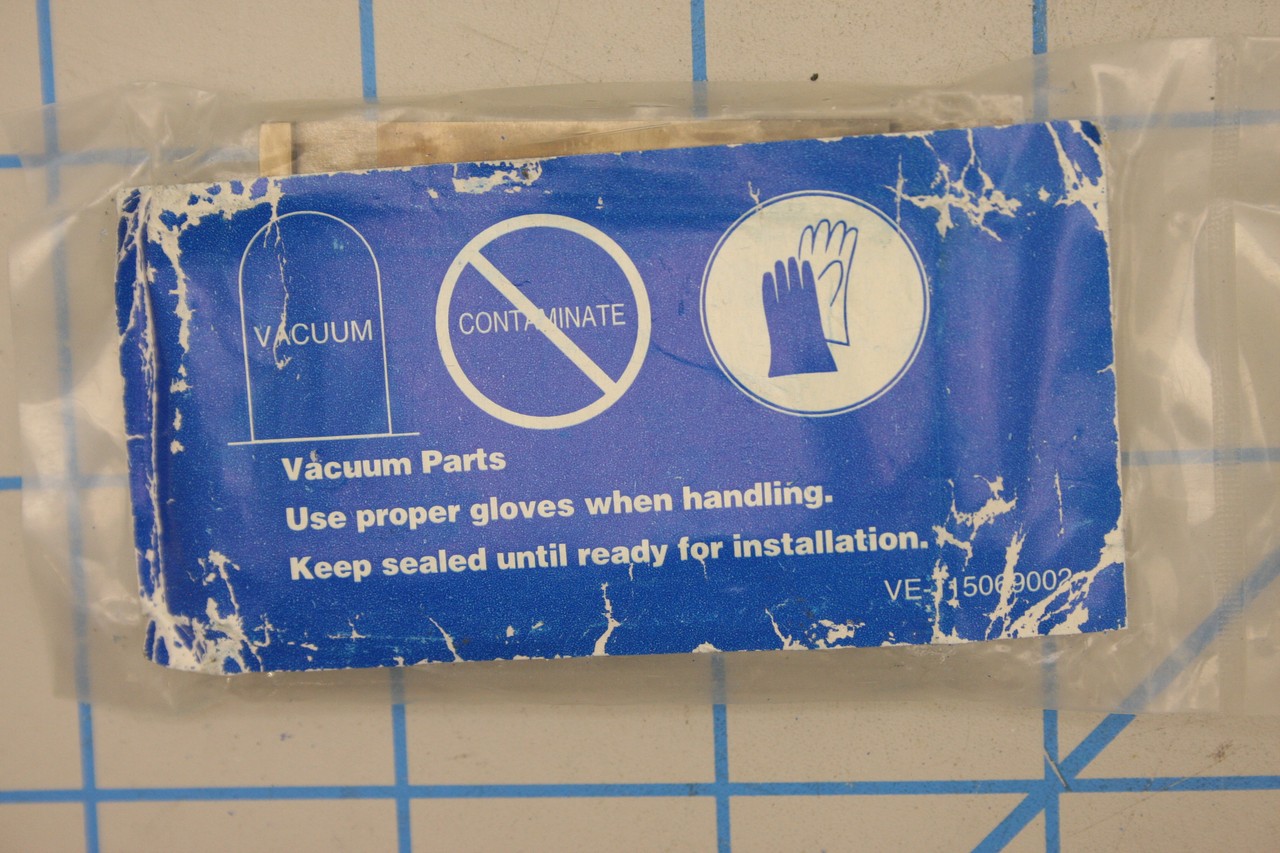 VACUUM
CONTAMINATE
Vacuum Parts
Use proper gloves when handling.
Keep sealed until ready for installation.